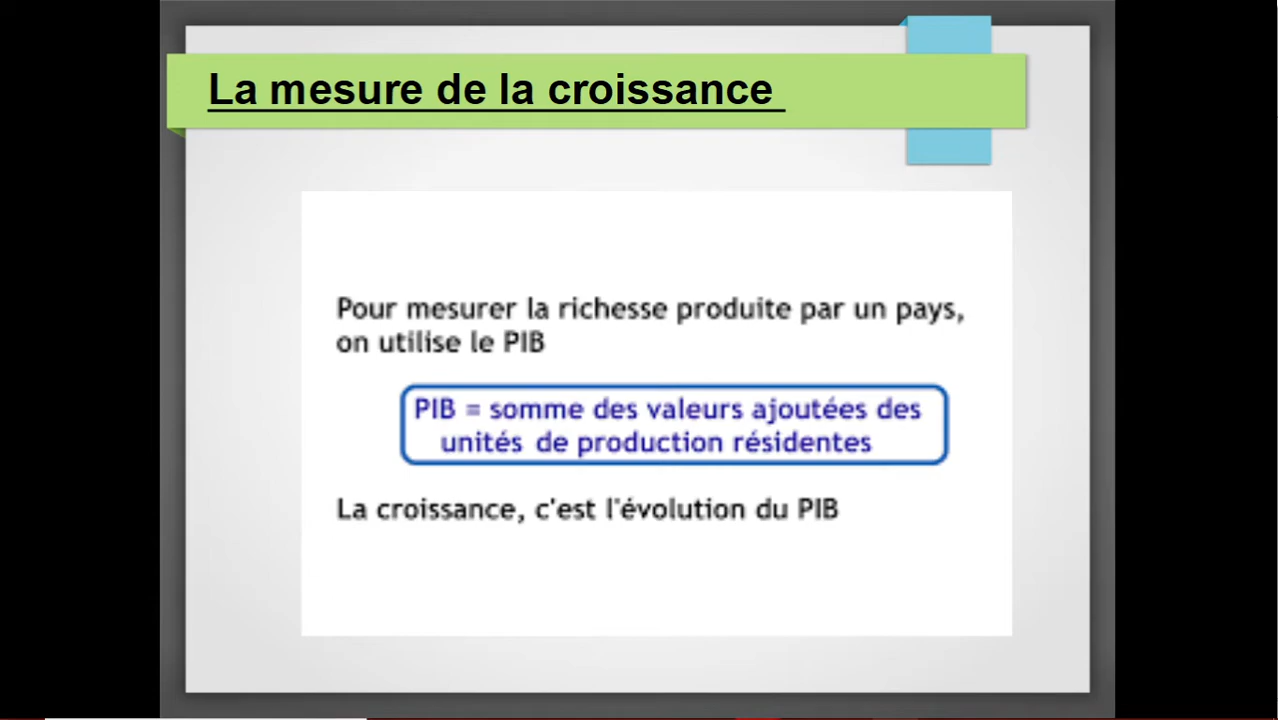 La mesure de la croissance
Pour mesurer la richesse produite par un pays,
on utilise le PIB
PIB = somme des valeurs ajoutées des
unités de production résidentes
La croissance, c'est l'évolution du PIB